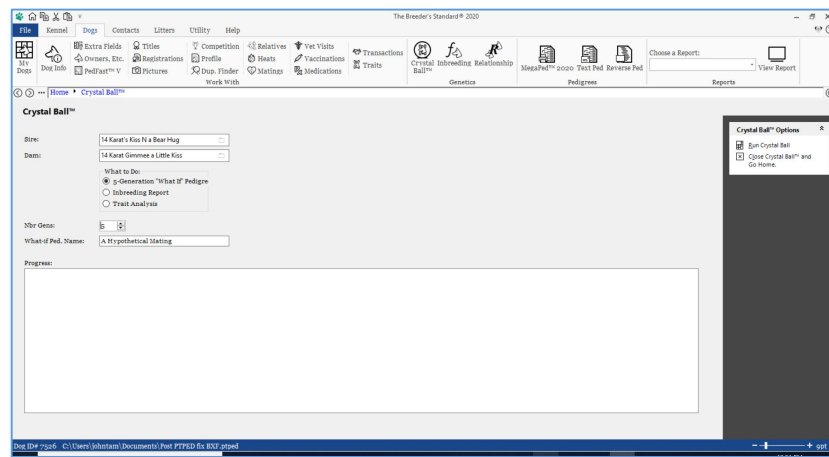 The Breeder's Standard® 2020
File Kennel Dogs Contacts Litters Utility Help
My Dogs
Dog Info
Extra Fields
Owners, Etc.
PedFast™ V
Titles
Registrations
Pictures
Competition
Profile
Dup. Finder
Relatives
Heats
Matings
Vet Visits
Vaccinations
Medications
Transactions
Traits
Work With
Crystal Ball™
Inbreeding
Relationship
Genetics
MegaPed™ 2020
Text Ped
Reverse Ped
Pedigrees
Choose a Report:
View Report
Reports
Home Crystal Ball™
Crystal Ball™
Sire: 14 Karat's Kiss N a Bear Hug
Dam: 14 Karat Gimmee a Little Kiss
What to Do:
5-Generation "What If" Pedigre
Inbreeding Report
Trait Analysis
Nbr Gens: 5
What-if Ped. Name: A Hypothetical Mating
Progress:
Crystal Ball™ Options
Run Crystal Ball
Close Crystal Ball™ and
Go Home.
Dog ID# 7526 C:\Users\johntam\Documents\Post PTPED fix BXF.ptped
9pt